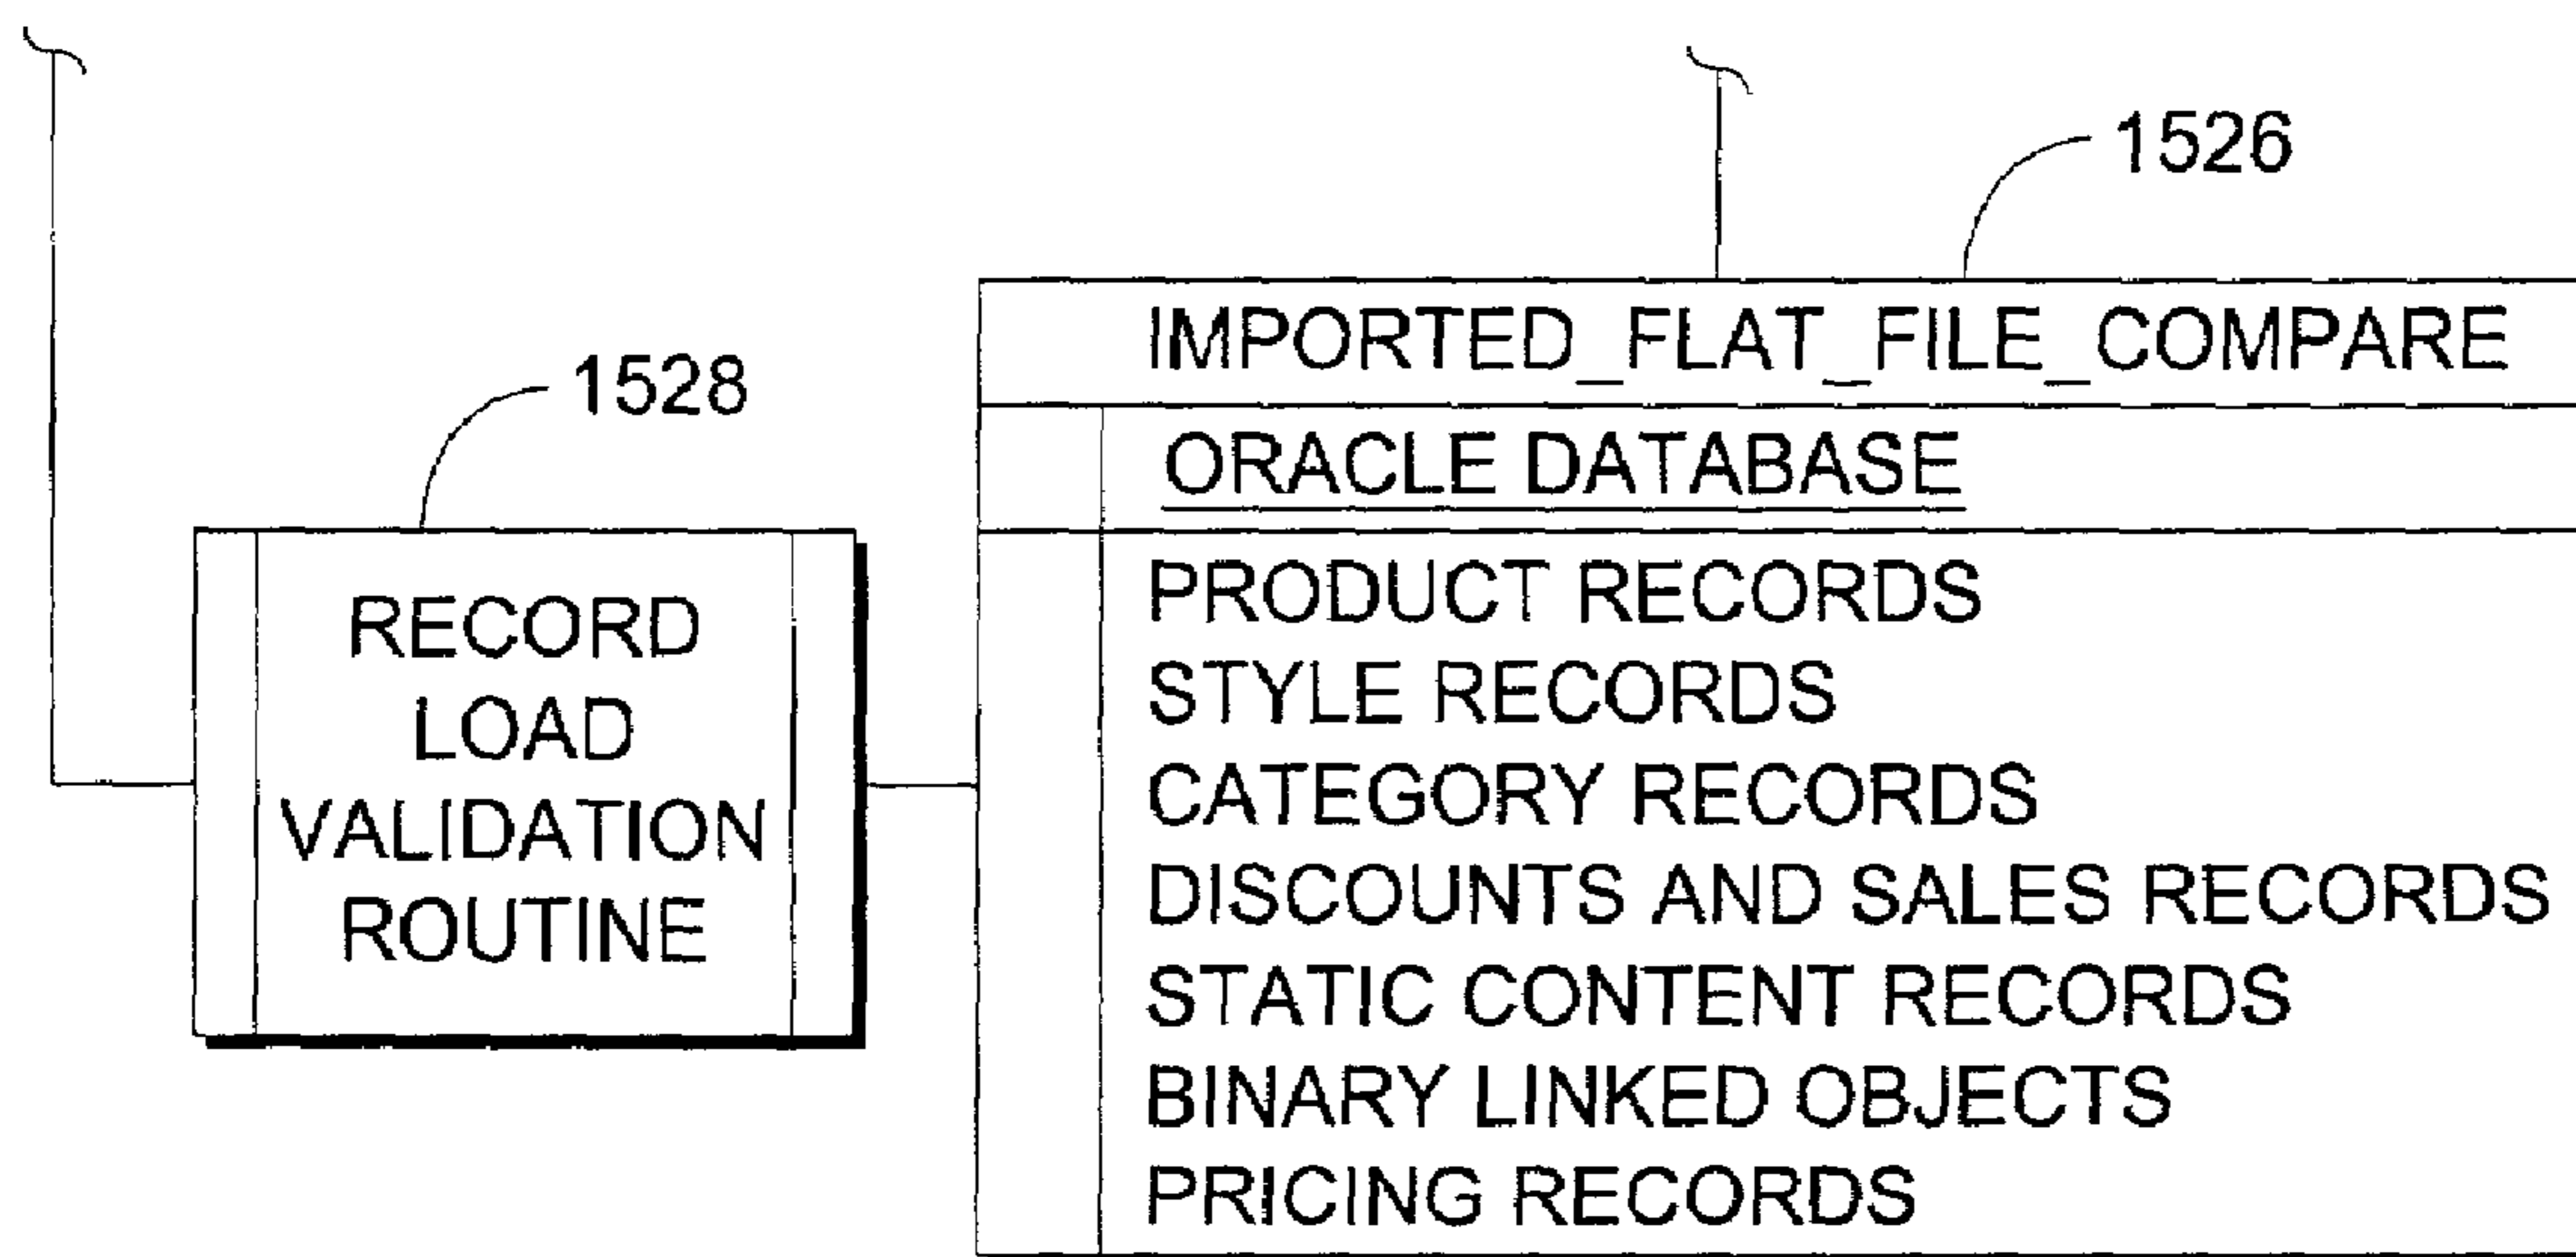 1526
IMPORTED_FLAT_FILE_COMPARE
1528
ORACLE DATABASE
RECORD
LOAD
VALIDATION
ROUTINE
PRODUCT RECORDS
STYLE RECORDS
CATEGORY RECORDS
DISCOUNTS AND SALES RECORDS
STATIC CONTENT RECORDS
BINARY LINKED OBJECTS
PRICING RECORDS